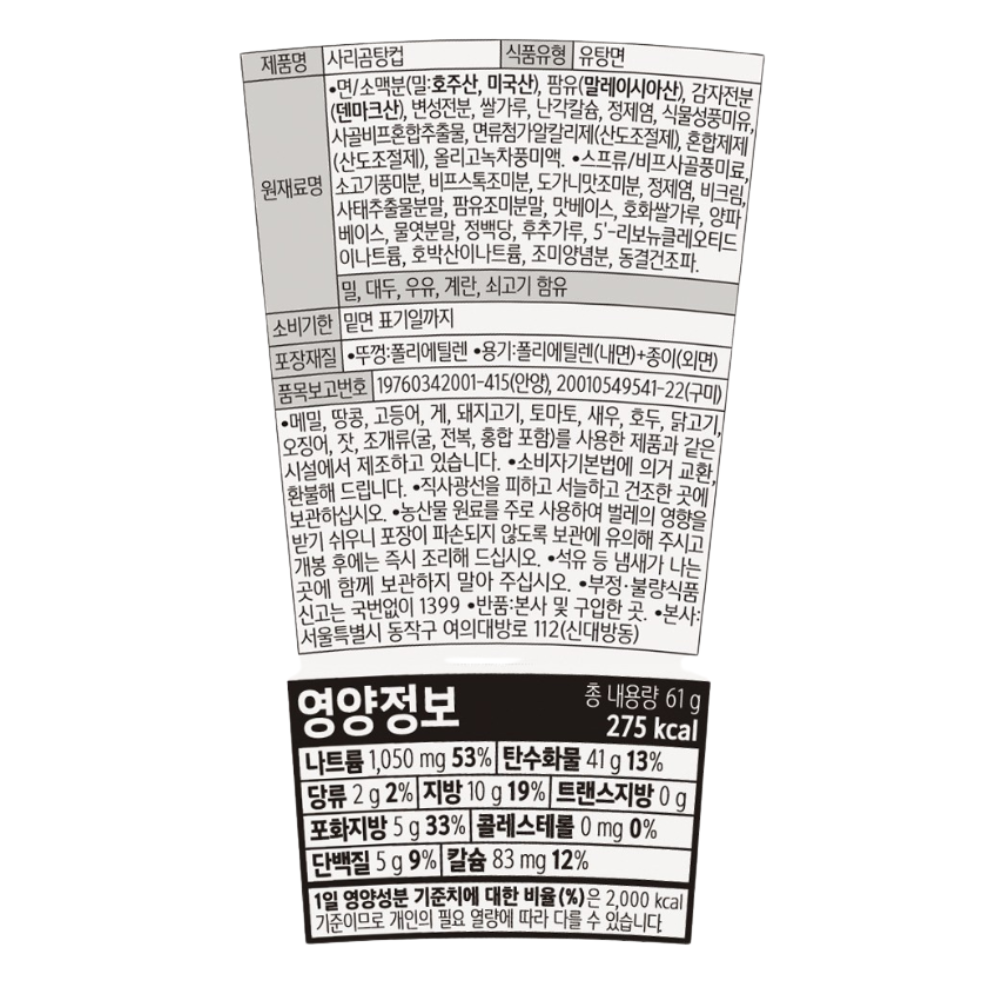 제품명 사리곰탕컵 식품유형 유탕면
원재료명
•면/소맥분(밀:호주산, 미국산), 팜유(말레이시아산), 감자전분
(덴마크산), 변성전분, 쌀가루, 난각칼슘, 정제염, 식물성풍미유,
사골비프혼합추출물, 면류첨가알칼리제(산도조절제), 혼합제제
(산도조절제), 올리고녹차풍미액. •스프류/비프사골풍미료,
소고기풍미분, 비프스톡조미분, 도가니맛조미분, 정제염, 비크림,
사태추출물분말, 팜유조미분말, 맛베이스, 호화쌀가루, 양파
베이스, 물엿분말, 정백당, 후추가루, 5'-리보뉴클레오티드
이나트륨, 호박산이나트륨, 조미양념분, 동결건조파.
밀, 대두, 우유, 계란, 쇠고기 함유
소비기한 밑면 표기일까지
포장재질 •뚜껑:폴리에틸렌 •용기:폴리에틸렌(내면)+종이(외면)
품목보고번호 19760342001-415(안양), 20010549541-22(구미)
•메밀, 땅콩, 고등어, 게, 돼지고기, 토마토, 새우, 호두, 닭고기,
오징어, 잣, 조개류(굴, 전복, 홍합 포함)를 사용한 제품과 같은
시설에서 제조하고 있습니다. •소비자기본법에 의거 교환,
환불해 드립니다. •직사광선을 피하고 서늘하고 건조한 곳에
보관하십시오. •농산물 원료를 주로 사용하여 벌레의 영향을
받기 쉬우니 포장이 파손되지 않도록 보관에 유의해 주시고
개봉 후에는 즉시 조리해 드십시오. •석유 등 냄새가 나는
곳에 함께 보관하지 말아 주십시오. •부정·불량식품
신고는 국번없이 1399 •반품:본사 및 구입한 곳. •본사:
서울특별시 동작구 여의대방로 112(신대방동)
영양정보 총 내용량 61 g
275 kcal
나트륨 1,050 mg 53% 탄수화물 41 g 13%
당류 2 g 2% 지방 10 g 19% 트랜스지방 0 g
포화지방 5 g 33% 콜레스테롤 0 mg 0%
단백질 5 g 9% 칼슘 83 mg 12%
1일 영양성분 기준치에 대한 비율(%)은 2,000 kcal
기준이므로 개인의 필요 열량에 따라 다를 수 있습니다.